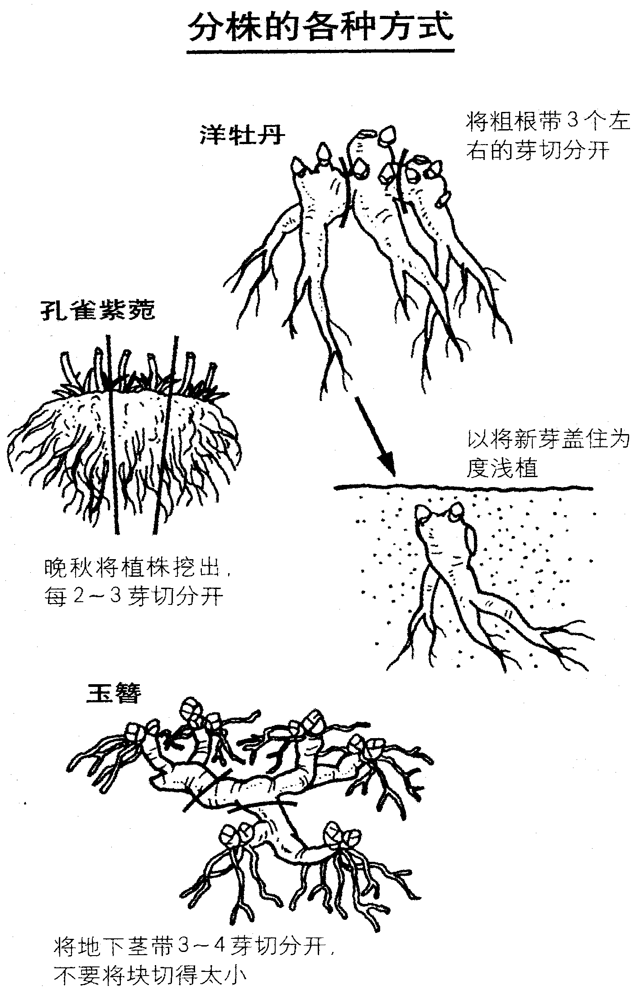 分株的各种方式
洋牡丹
将粗根带3个左
右的芽切分开
孔雀紫菀
以将新芽盖住为
度浅植
晚秋将植株挖出，
每2～3芽切分开
玉簪
将地下茎带3～4芽切分开，
不要将块切得太小